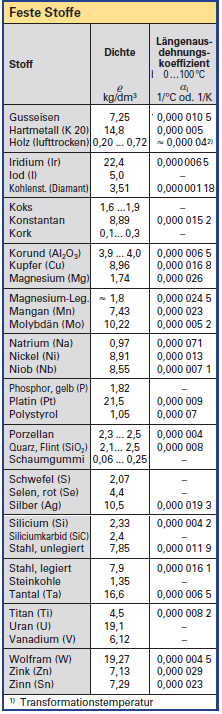 Feste Stoffe
Stoff Dichte Längenausdehnungskoeffizient
ϱ kg/dm³ l 0...100°C αₗ 1/°C od. 1/K
Gusseisen 7,25 0,000 010 5
Hartmetall (K 20) 14,8 0,000 005
Holz (lufttrocken) 0,20 ... 0,72 ≈ 0,000 04²⁾
Iridium (Ir) 22,4 0,0000065
Iod (I) 5,0 –
Kohlenst. (Diamant) 3,51 0,00000118
Koks 1,6 ...1,9 –
Konstantan 8,89 0,000 015 2
Kork 0,1... 0,3 –
Korund (Al₂O₃) 3,9 ... 4,0 0,000 006 5
Kupfer (Cu) 8,96 0,000 016 8
Magnesium (Mg) 1,74 0,000 026
Magnesium-Leg. ≈ 1,8 0,000 024 5
Mangan (Mn) 7,43 0,000 023
Molybdän (Mo) 10,22 0,000 005 2
Natrium (Na) 0,97 0,000 071
Nickel (Ni) 8,91 0,000 013
Niob (Nb) 8,55 0,000 007 1
Phosphor, gelb (P) 1,82 –
Platin (Pt) 21,5 0,000 009
Polystyrol 1,05 0,000 07
Porzellan 2,3 ... 2,5 0,000 004
Quarz, Flint (SiO₂) 2,1... 2,5 0,000 008
Schaumgummi 0,06 ... 0,25 –
Schwefel (S) 2,07 –
Selen, rot (Se) 4,4 –
Silber (Ag) 10,5 0,000 019 3
Silicium (Si) 2,33 0,000 004 2
Siliciumkarbid (SiC) 2,4 –
Stahl, unlegiert 7,85 0,000 011 9
Stahl, legiert 7,9 0,000 016 1
Steinkohle 1,35 –
Tantal (Ta) 16,6 0,000 006 5
Titan (Ti) 4,5 0,000 008 2
Uran (U) 19,1 –
Vanadium (V) 6,12 –
Wolfram (W) 19,27 0,000 004 5
Zink (Zn) 7,13 0,000 029
Zinn (Sn) 7,29 0,000 023
¹⁾ Transformationstemperatur